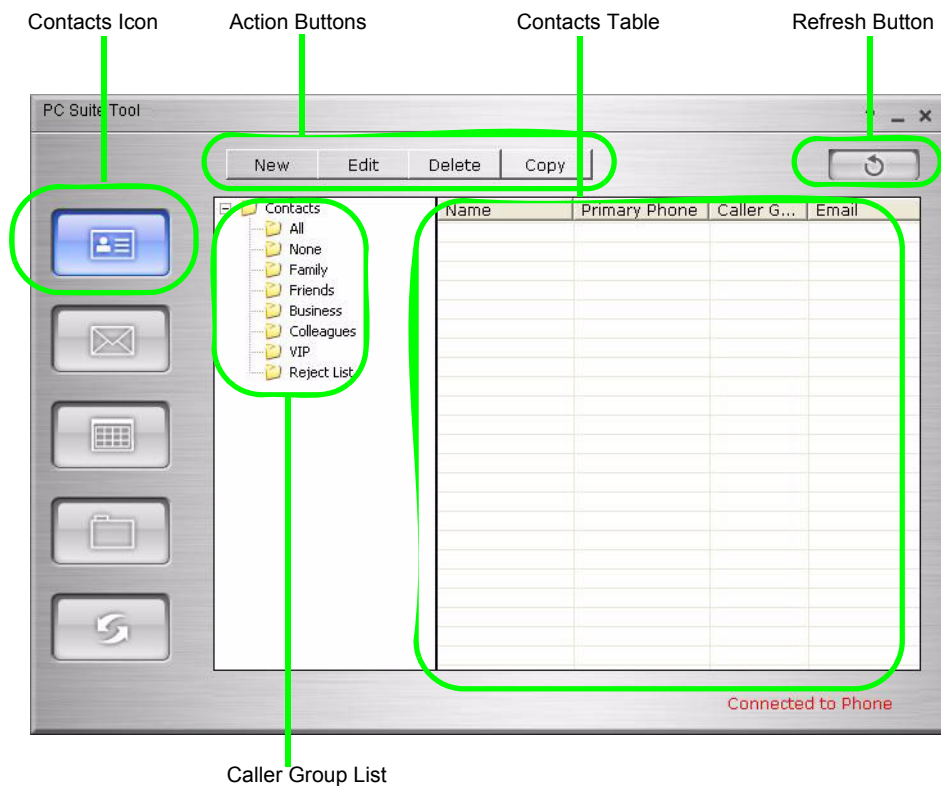 Contacts Icon Action Buttons Contacts Table Refresh Button
PC Suite Tool
New Edit Delete Copy
Contacts
Name Primary Phone Caller G... Email
All
None
Family
Friends
Business
Colleagues
VIP
Reject List
Connected to Phone
Caller Group List